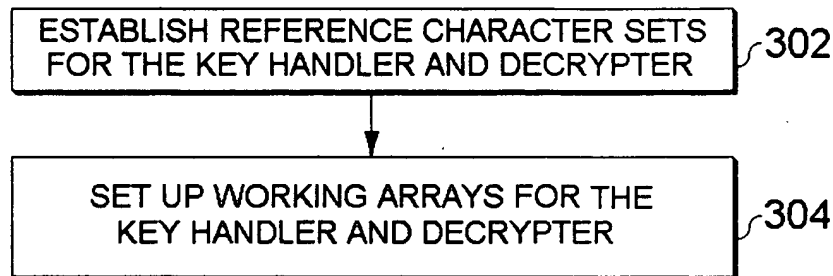 ESTABLISH REFERENCE CHARACTER SETS
FOR THE KEY HANDLER AND DECRYPTER
302
SET UP WORKING ARRAYS FOR THE
KEY HANDLER AND DECRYPTER
304